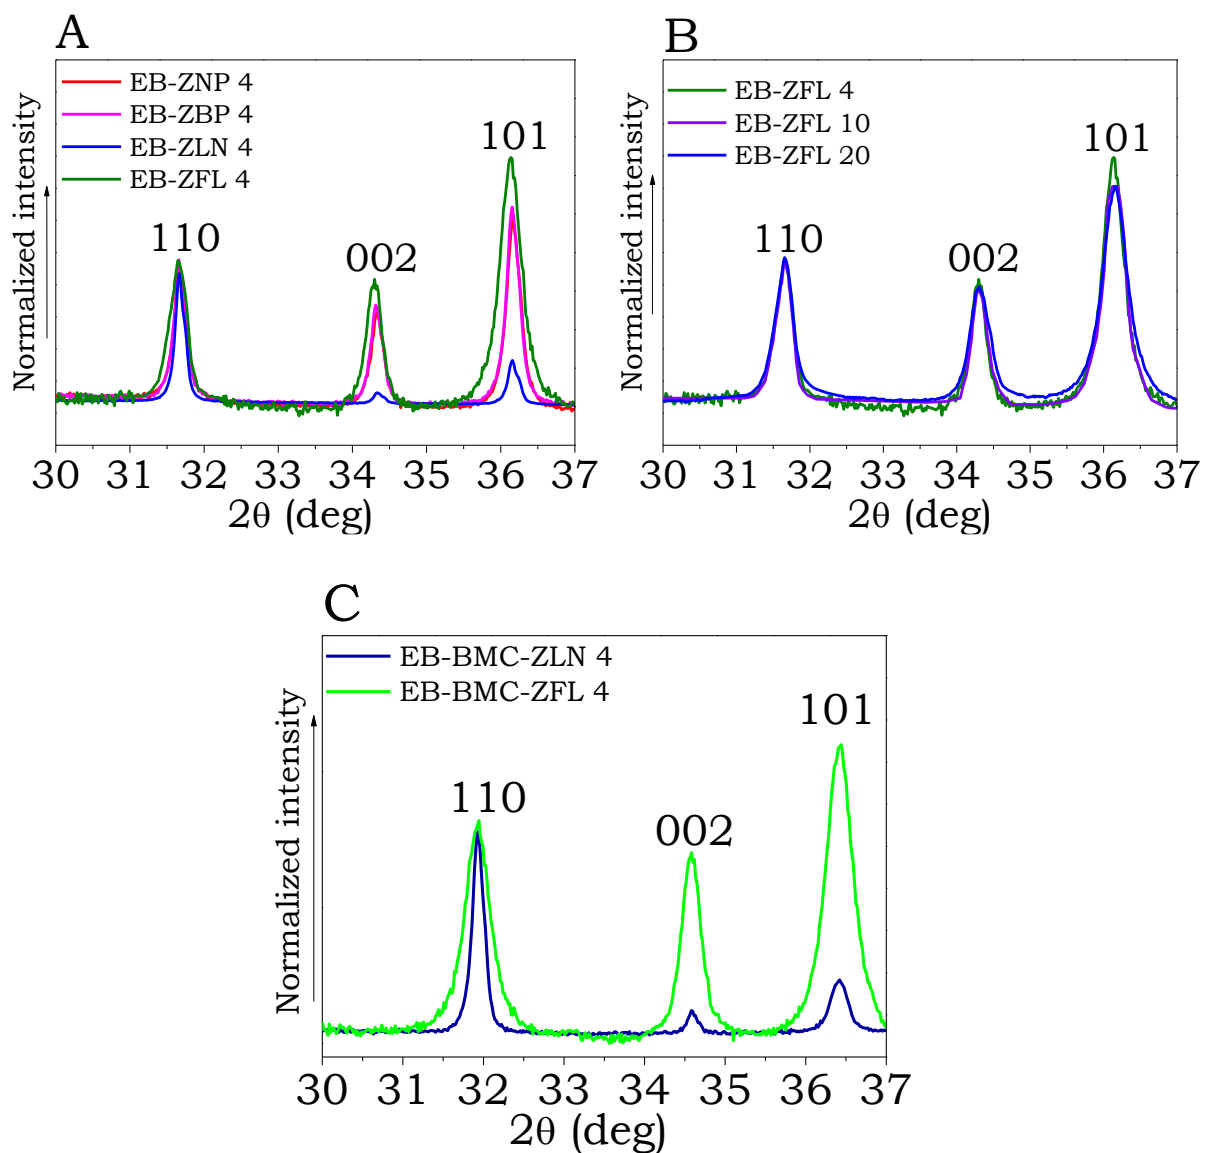 A
EB-ZNP 4
EB-ZBP 4
EB-ZLN 4
EB-ZFL 4
110
002
101
Normalized intensity
30 31 32 33 34 35 36 37
2θ (deg)
B
EB-ZFL 4
EB-ZFL 10
EB-ZFL 20
110
002
101
Normalized intensity
30 31 32 33 34 35 36 37
2θ (deg)
C
EB-BMC-ZLN 4
EB-BMC-ZFL 4
110
002
101
Normalized intensity
30 31 32 33 34 35 36 37
2θ (deg)